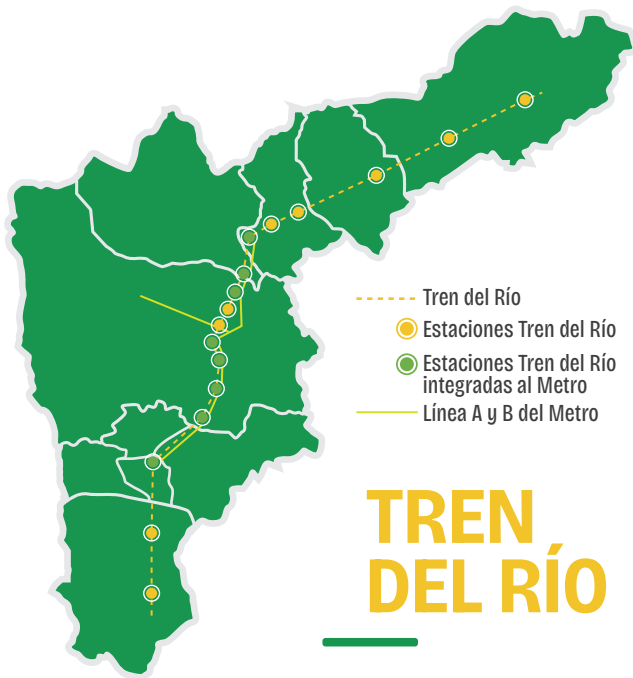 Tren del Río
Estaciones Tren del Río
Estaciones Tren del Río
integradas al Metro
Línea A y B del Metro
TREN
DEL RÍO